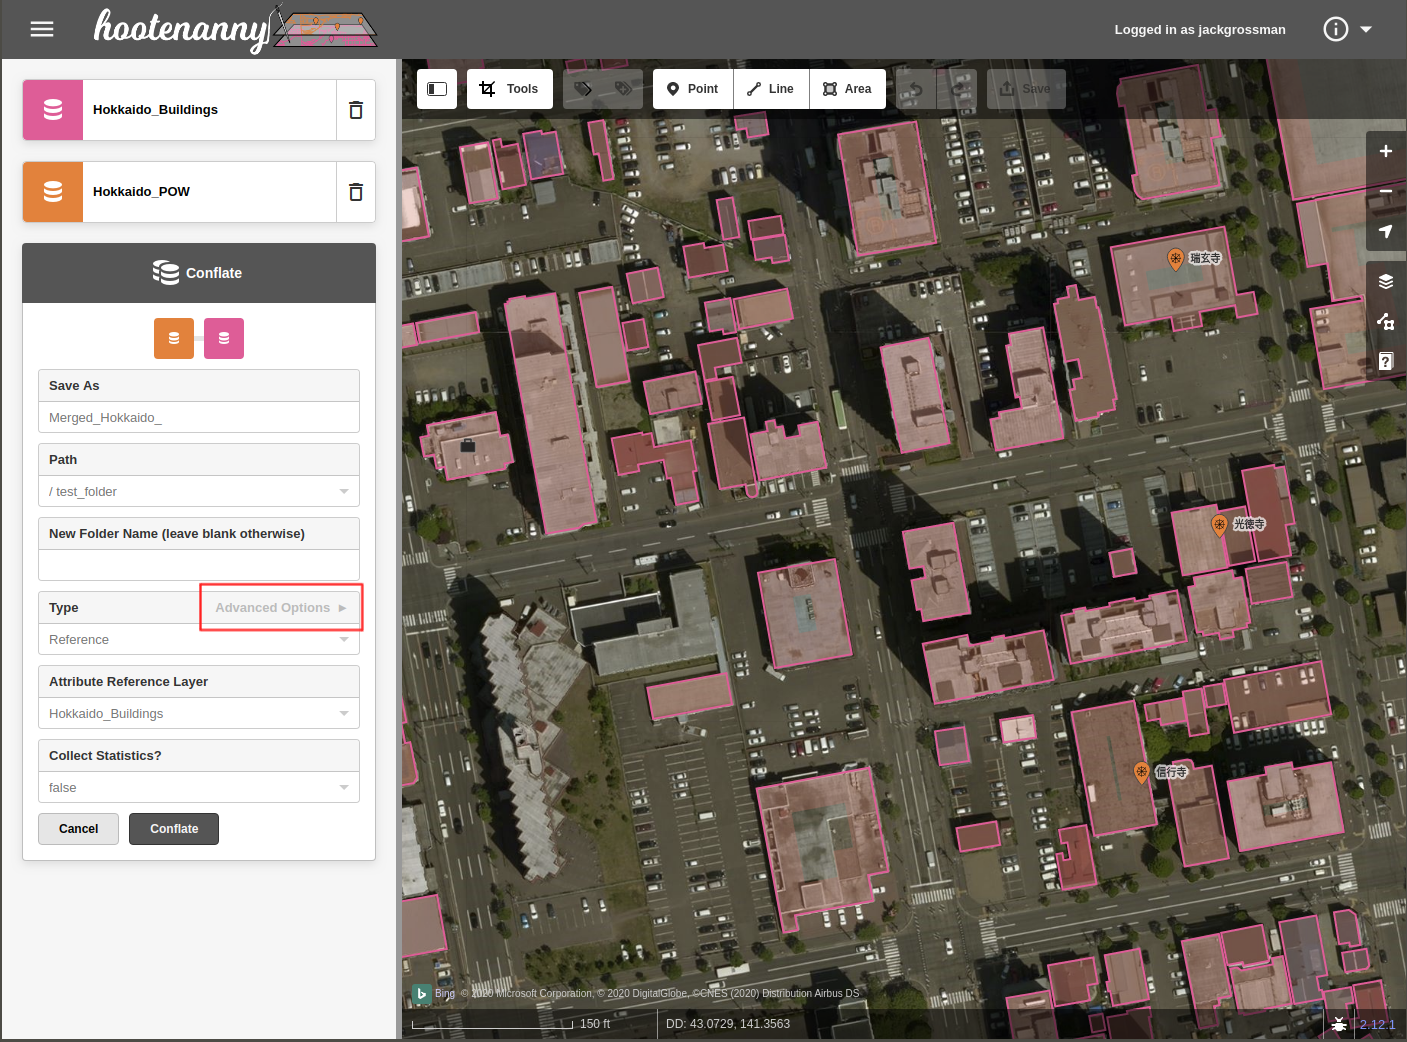 hootenanny
Logged in as jackgrossman
Hokkaido_Buildings
Hokkaido_POW
Conflate
Save As
Merged_Hokkaido_
Path
/ test_folder
New Folder Name (leave blank otherwise)
Type
Advanced Options ▸
Reference
Attribute Reference Layer
Hokkaido_Buildings
Collect Statistics?
false
Cancel
Conflate
Tools
Point
Line
Area
Save
瑞玄寺
光徳寺
信行寺
Bing © 2020 Microsoft Corporation, © 2020 DigitalGlobe, ©CNES (2020) Distribution Airbus DS
150 ft
DD: 43.0729, 141.3563
2.12.1